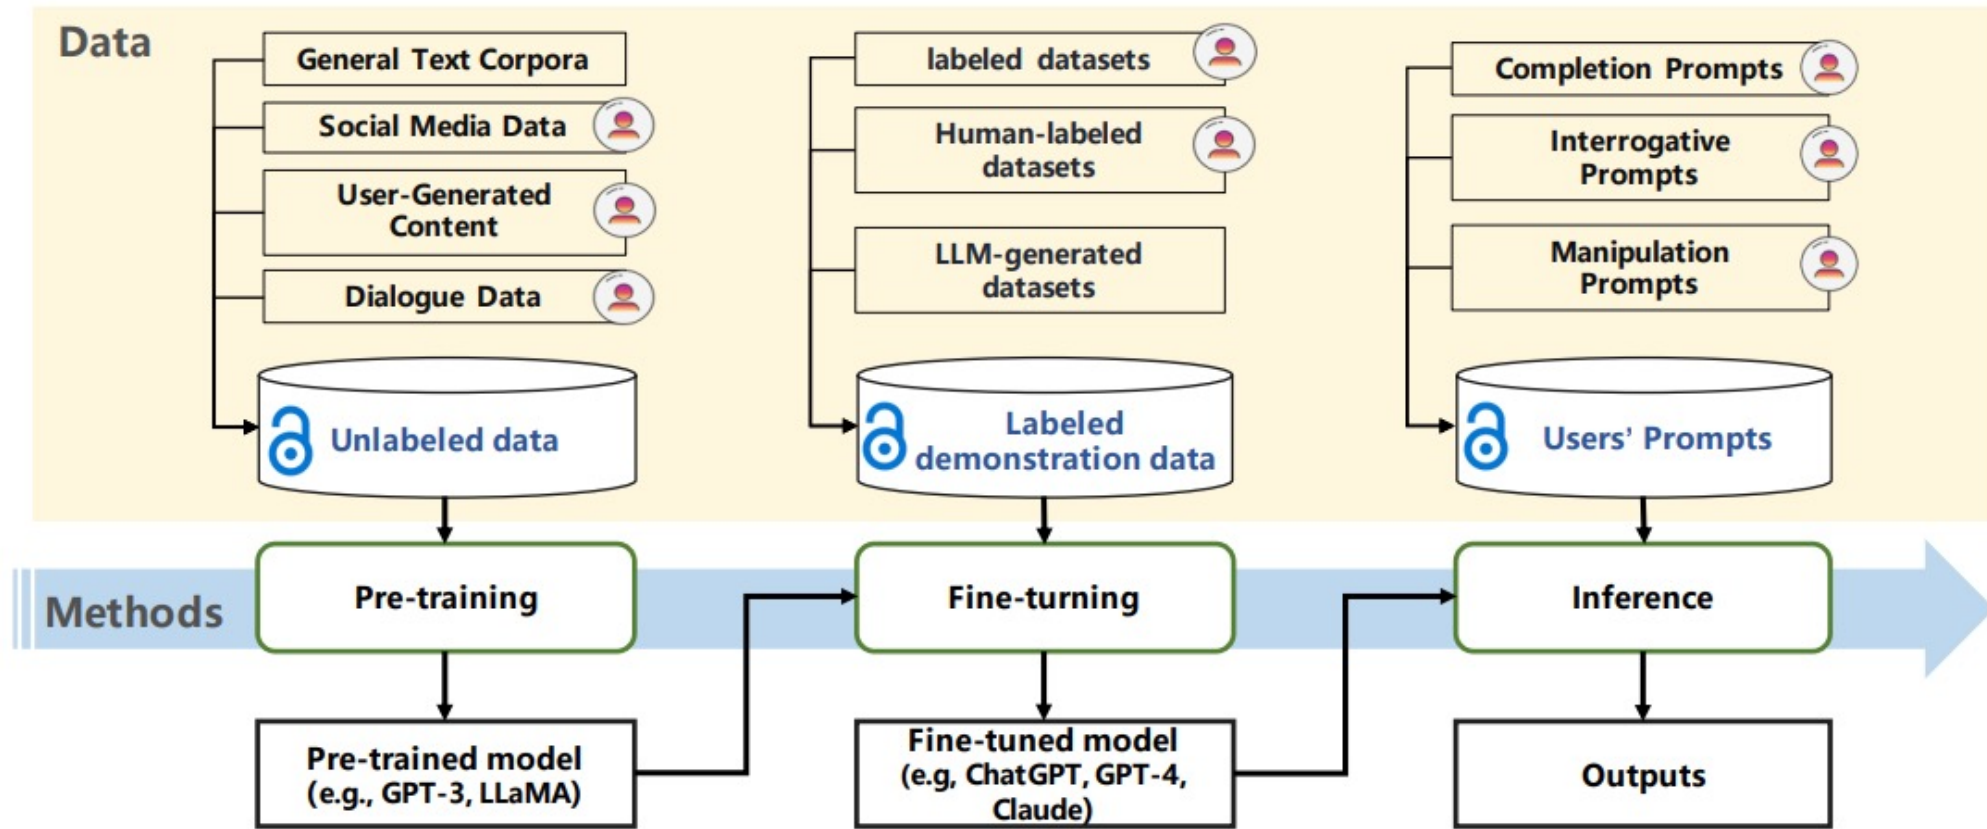 Data
General Text Corpora
Social Media Data
User-Generated
Content
Dialogue Data
Unlabeled data
labeled datasets
Human-labeled
datasets
LLM-generated
datasets
Labeled
demonstration data
Completion Prompts
Interrogative
Prompts
Manipulation
Prompts
Users’ Prompts
Methods
Pre-training
Fine-turning
Inference
Pre-trained model
(e.g., GPT-3, LLaMA)
Fine-tuned model
(e.g, ChatGPT, GPT-4,
Claude)
Outputs